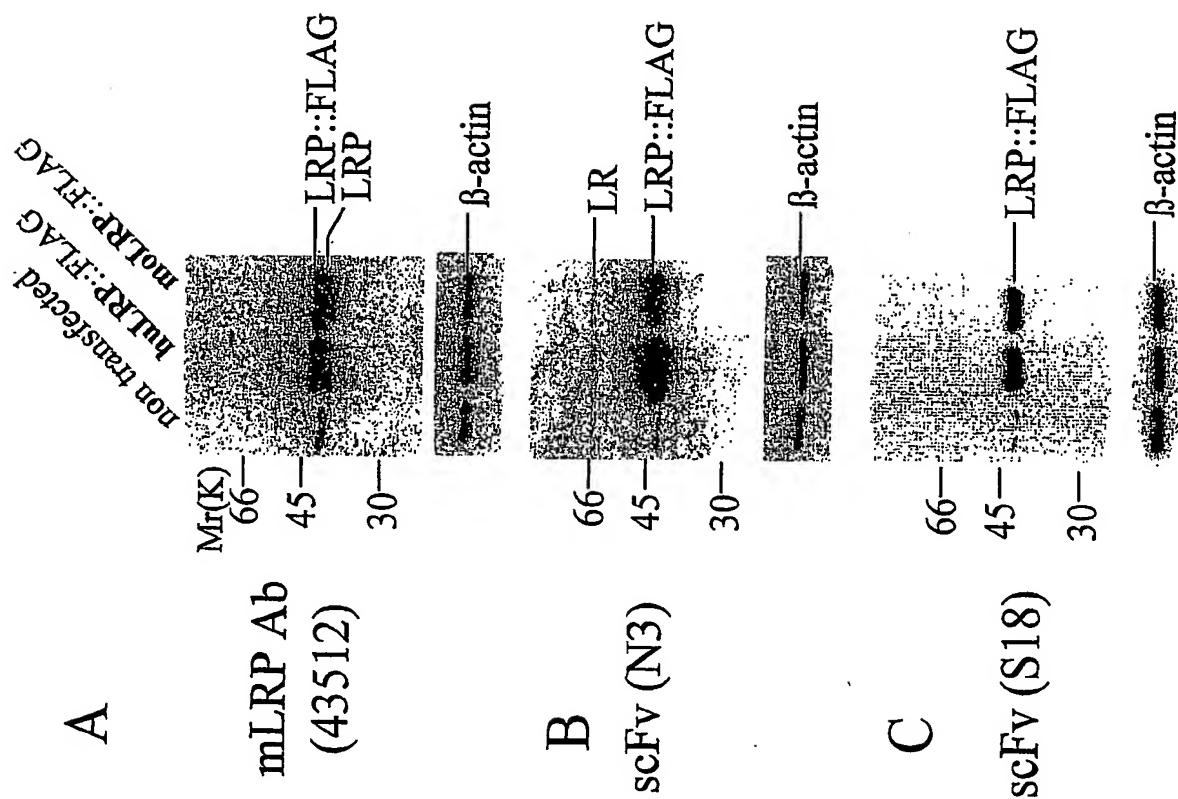 A
mLRP Ab
(43512)
non transfected
huLRP::FLAG
moLRP::FLAG
Mr(K)
66
45
30
LRP::FLAG
LRP
ß-actin
B
scFv (N3)
66
45
30
LR
LRP::FLAG
ß-actin
C
scFv (S18)
66
45
30
LRP::FLAG
ß-actin